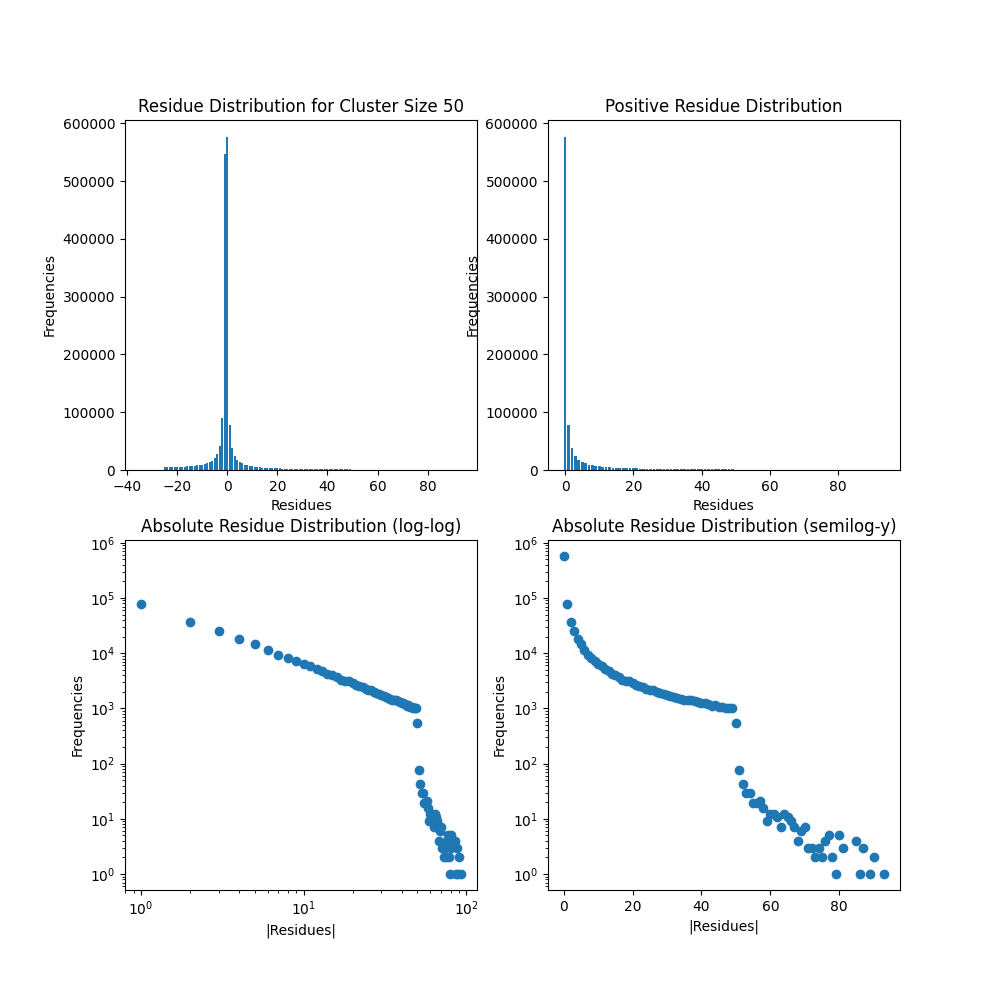 Residue Distribution for Cluster Size 50
600000
500000
400000
300000
200000
100000
0
Frequencies
−40 −20 0 20 40 60 80
Residues
Positive Residue Distribution
600000
500000
400000
300000
200000
100000
0
Frequencies
0 20 40 60 80
Residues
Absolute Residue Distribution (log-log)
10⁶
10⁵
10⁴
10³
10²
10¹
10⁰
Frequencies
10⁰ 10¹ 10²
|Residues|
Absolute Residue Distribution (semilog-y)
10⁶
10⁵
10⁴
10³
10²
10¹
10⁰
Frequencies
0 20 40 60 80
|Residues|